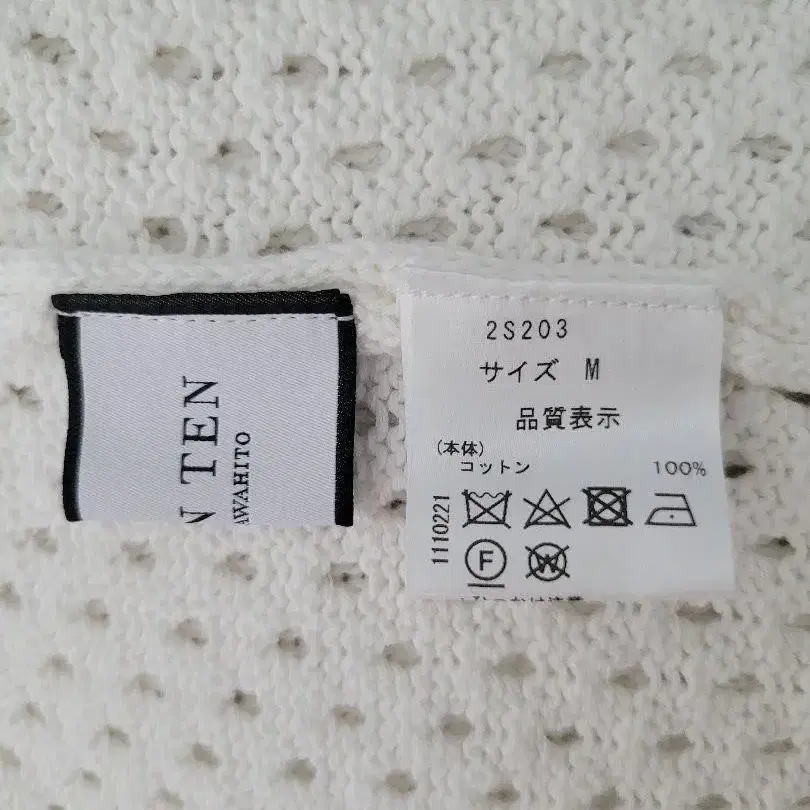 N TEN
AWAHITO
2S203
サイズ M
品質表示
(本体)
コットン 100%
1110221
F
W